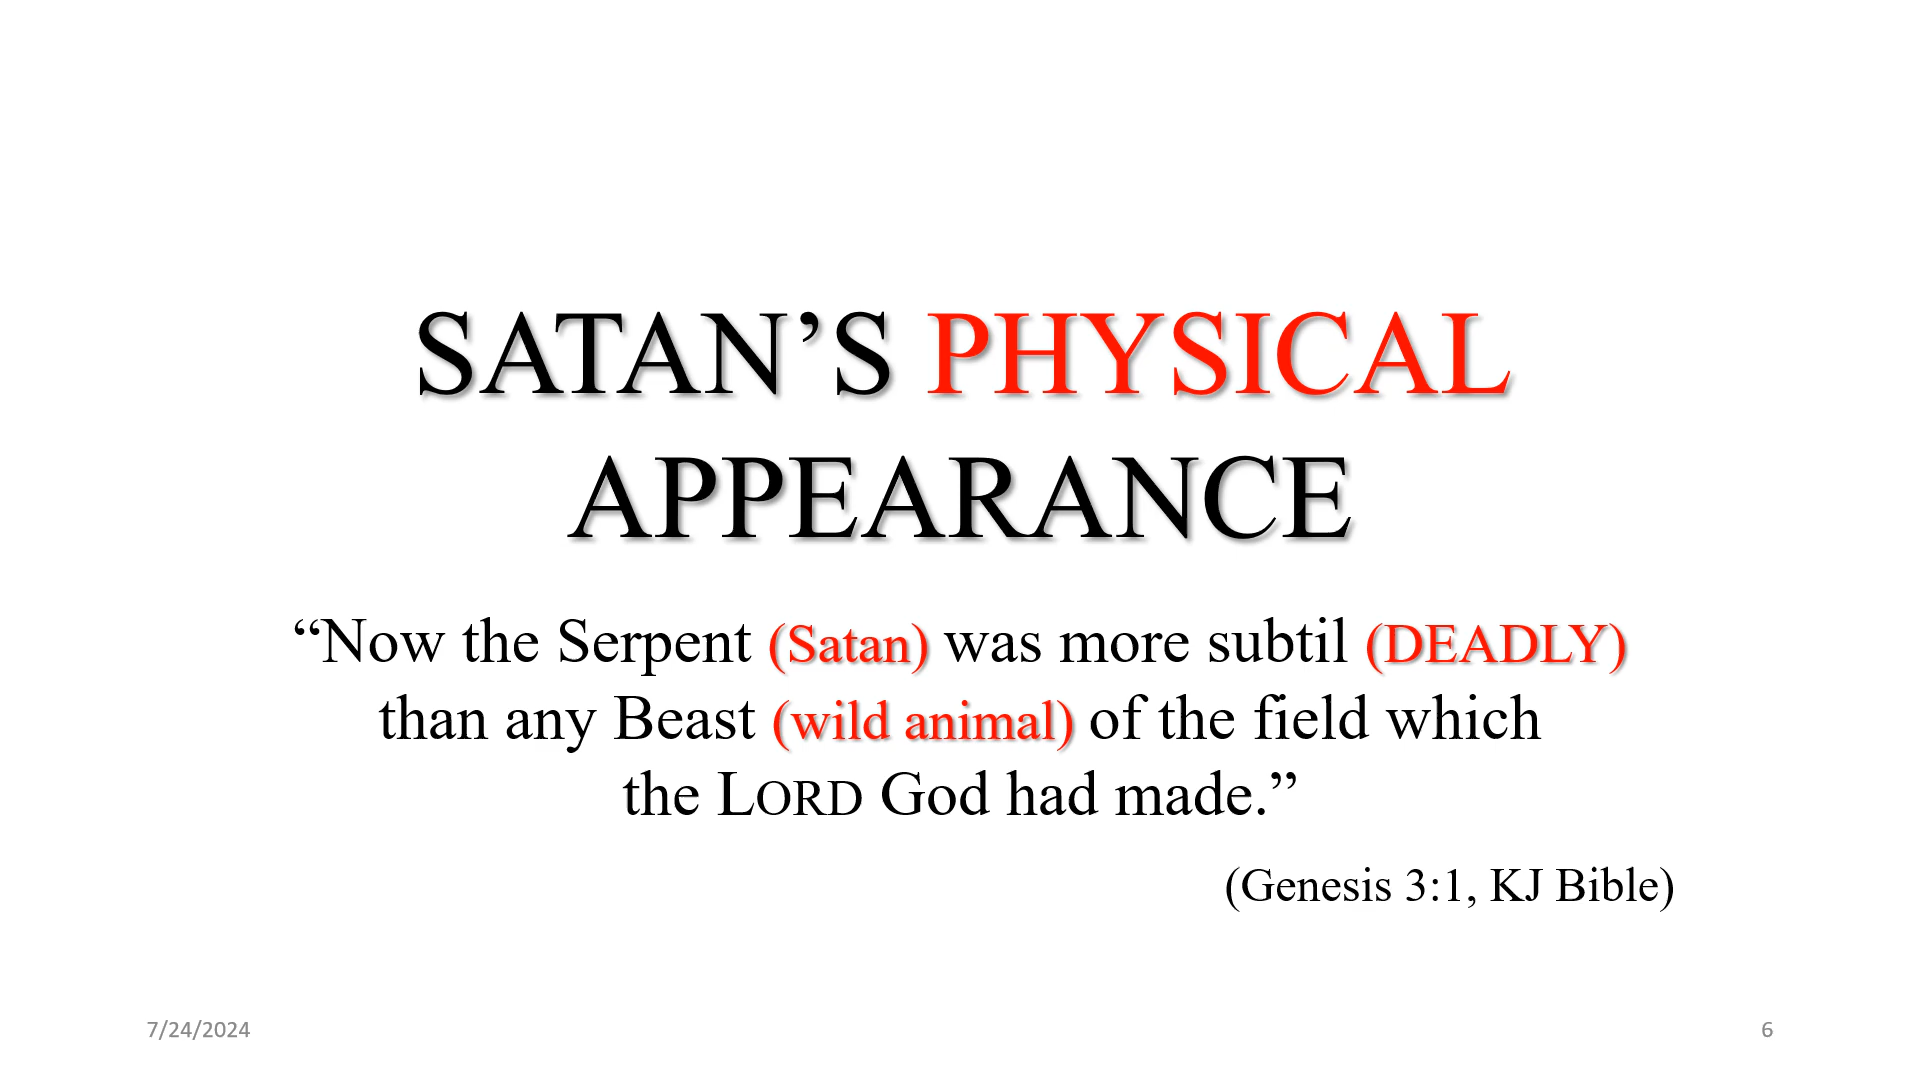 SATAN’S PHYSICAL
APPEARANCE
“Now the Serpent (Satan) was more subtil (DEADLY)
than any Beast (wild animal) of the field which
the LORD God had made.”
(Genesis 3:1, KJ Bible)
7/24/2024
6